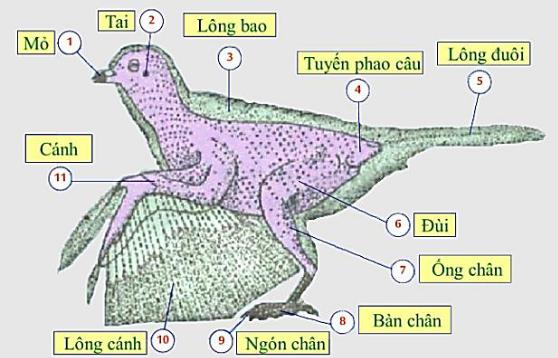 Mỏ
1
Tai
2
Lông bao
3
Tuyến phao câu
4
Lông đuôi
5
Cánh
11
6
Đùi
7
Ống chân
Lông cánh
10
9
Ngón chân
8
Bàn chân